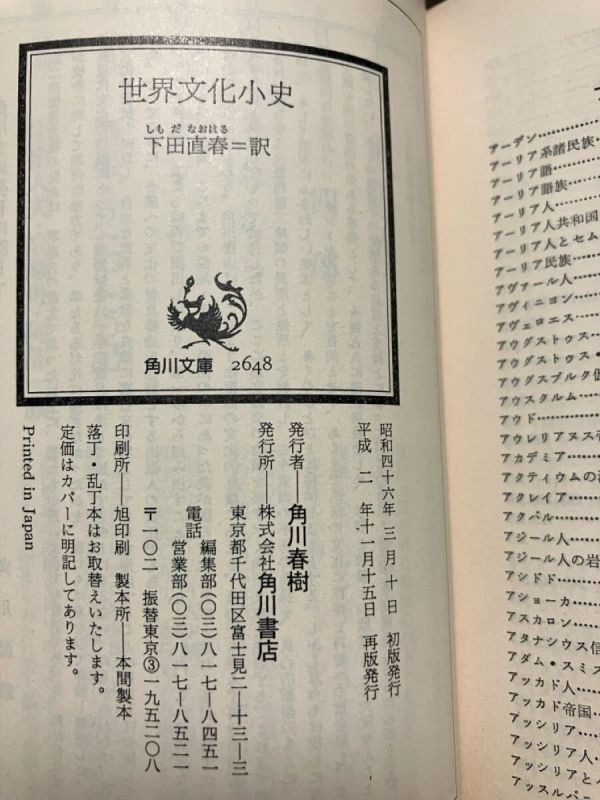 世界文化小史
しもだなおはる
下田直春＝訳
角川文庫 2648
昭和四十六年三月十日 初版発行
平成二年十一月十五日 再版発行
発行者──角川春樹
発行所──株式会社角川書店
東京都千代田区富士見二─十三─三
電話 編集部(〇三)八一七─八四五一
営業部(〇三)八一七─八五二一
〒一〇二 振替東京③一九五二〇八
印刷所──旭印刷 製本所──本間製本
落丁・乱丁本はお取替えいたします。
定価はカバーに明記してあります。
Printed in Japan
アーデン
アーリア系諸民族
アーリア語
アーリア語族
アーリア人
アーリア人共和国
アーリア人とセム
アーリア民族
アヴァール人
アヴィニョン
アヴェロエス
アウグストゥス
アウグストゥス・
アウグスブルク
アウスタルム
アウド
アウレリアヌス
アカデミア
アクティウムの
アクレイア
アクバル
アジール人
アジール人の岩
アシドド
アショーカ
アスカロン
アタナシウス信
アダム・スミス
アッカド人
アッカド帝国
アッシリア
アッシリア人
アッシリアと
アッスルバニ